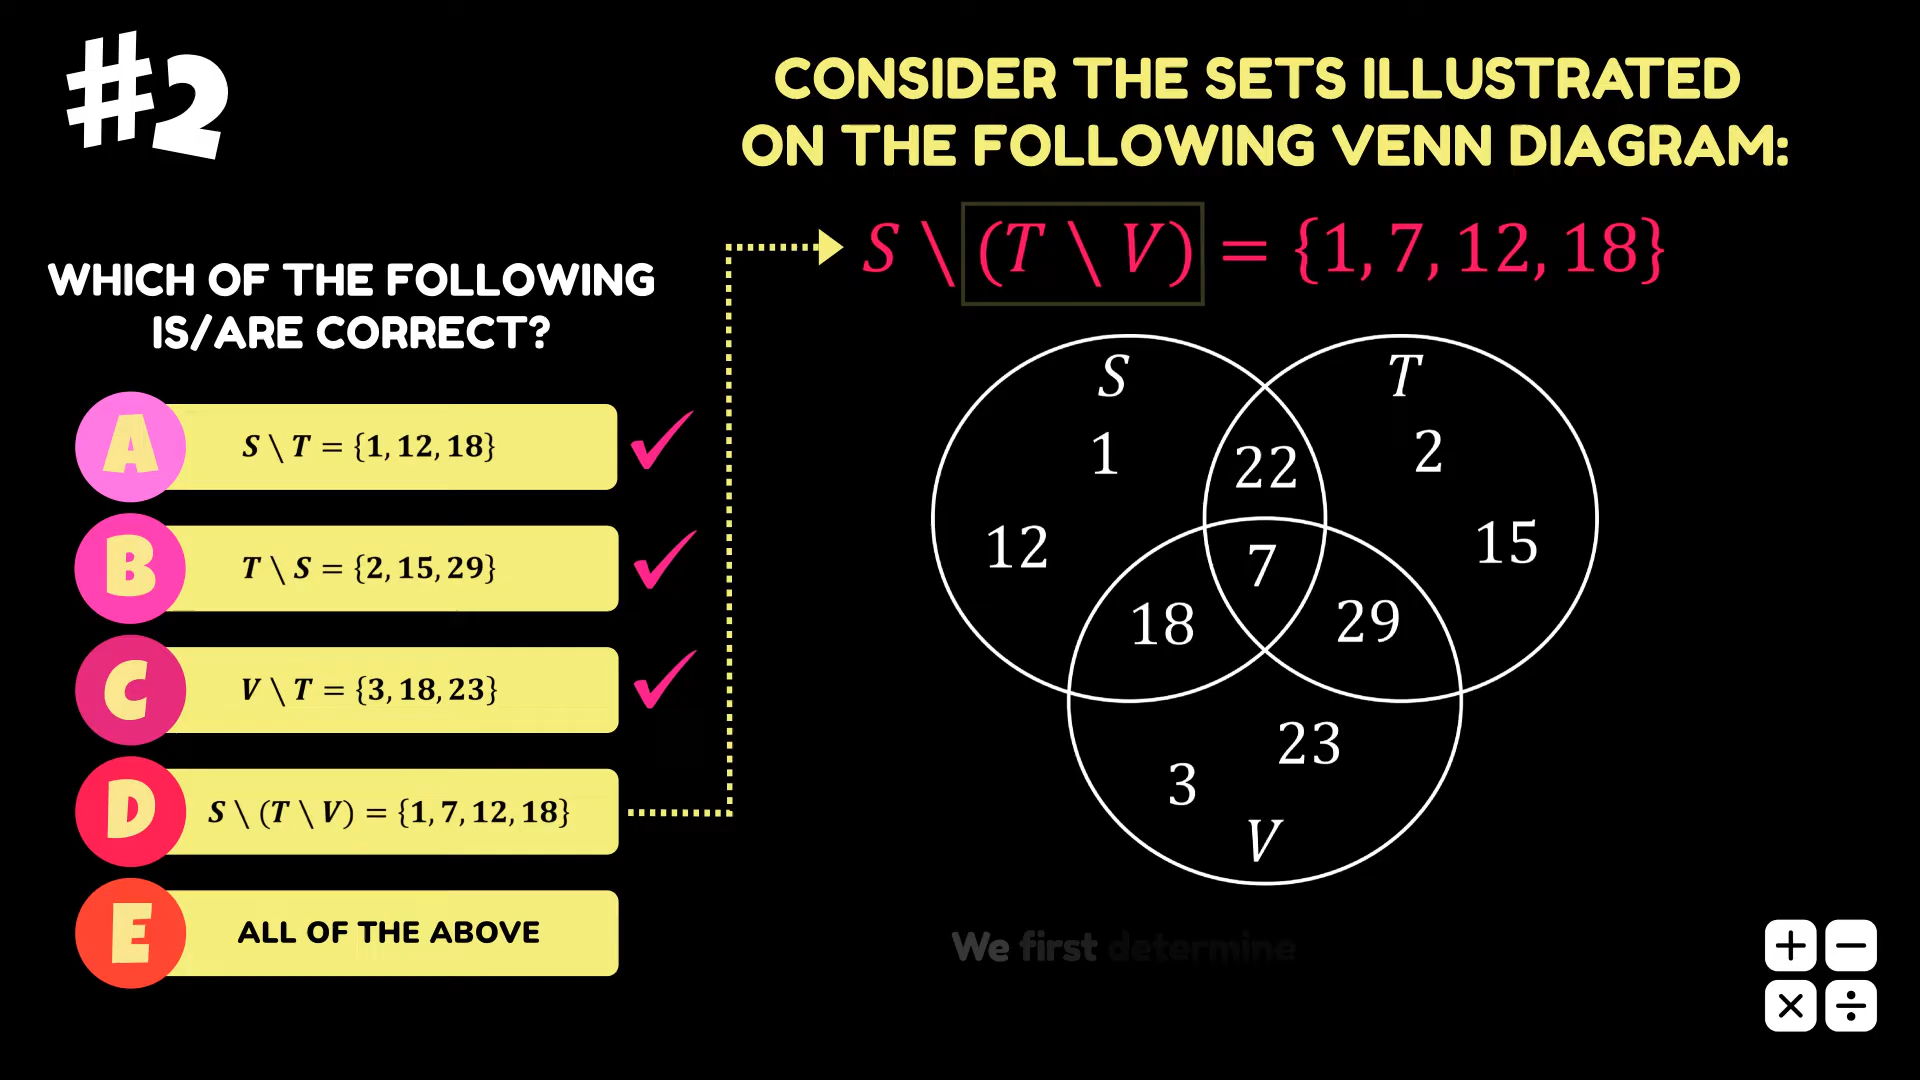 #2
CONSIDER THE SETS ILLUSTRATED
ON THE FOLLOWING VENN DIAGRAM:
S \ (T \ V) = {1, 7, 12, 18}
WHICH OF THE FOLLOWING
IS/ARE CORRECT?
A S \ T = {1, 12, 18}
B T \ S = {2, 15, 29}
C V \ T = {3, 18, 23}
D S \ (T \ V) = {1, 7, 12, 18}
E ALL OF THE ABOVE
S T
1 22 2
12 7 15
18 29
23
3
V
We first determine
+ −
× ÷